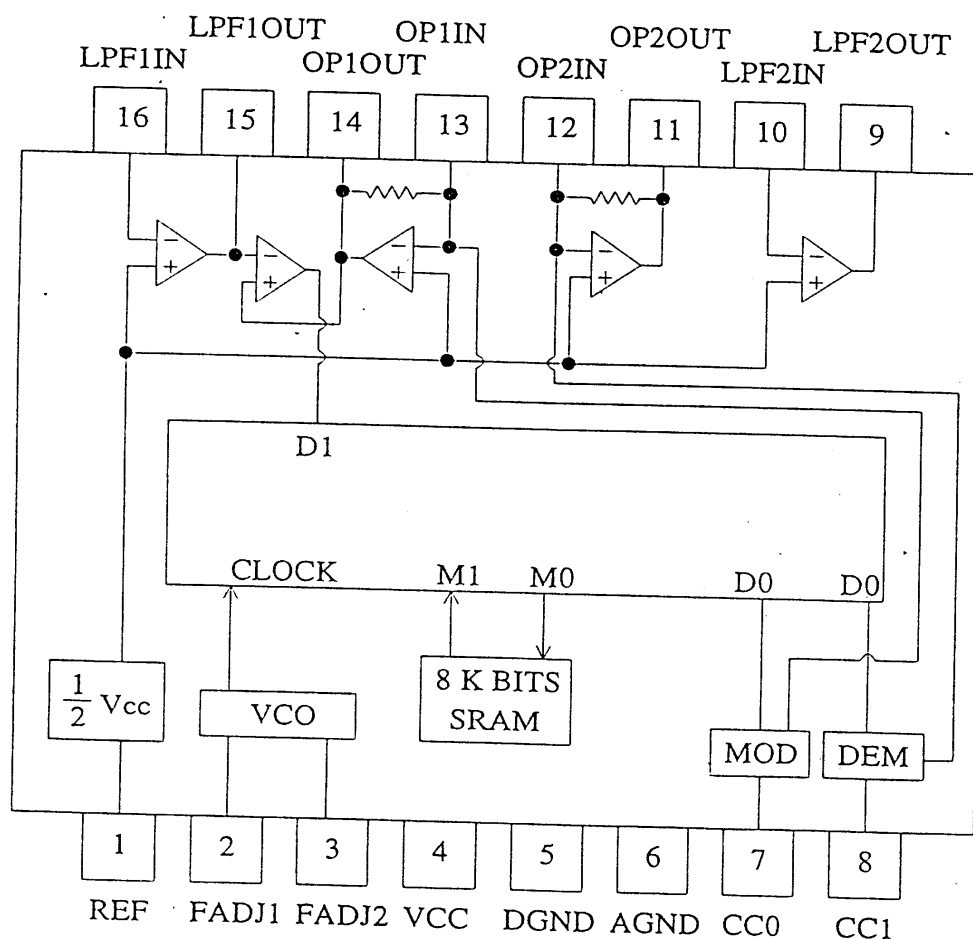 LPF1IN LPF1OUT OP1OUT OP1IN OP2IN OP2OUT LPF2IN LPF2OUT
16 15 14 13 12 11 10 9
− + − + − + − + − +
D1
CLOCK M1 M0 D0 D0
1/2 Vcc
VCO
8 K BITS
SRAM
MOD DEM
1 2 3 4 5 6 7 8
REF FADJ1 FADJ2 VCC DGND AGND CC0 CC1